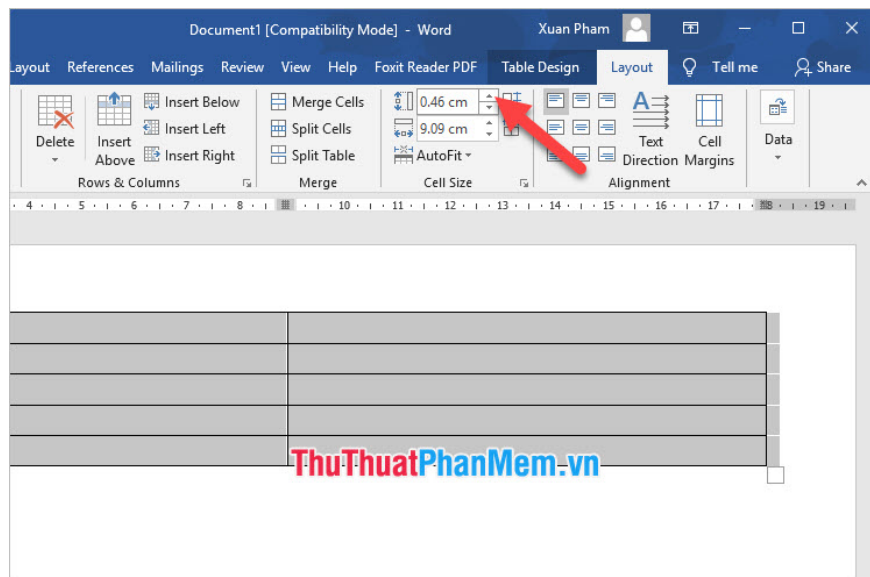 Document1 [Compatibility Mode] - Word Xuan Pham
Layout References Mailings Review View Help Foxit Reader PDF Table Design Layout Tell me Share
Insert Below Merge Cells 0.46 cm
Delete Insert Above Insert Left Split Cells 9.09 cm Text Direction Cell Margins Data
Insert Right Split Table AutoFit
Rows & Columns Merge Cell Size Alignment
4 5 6 7 8 10 11 12 13 14 15 16 17 18 19
ThuThuatPhanMem.vn